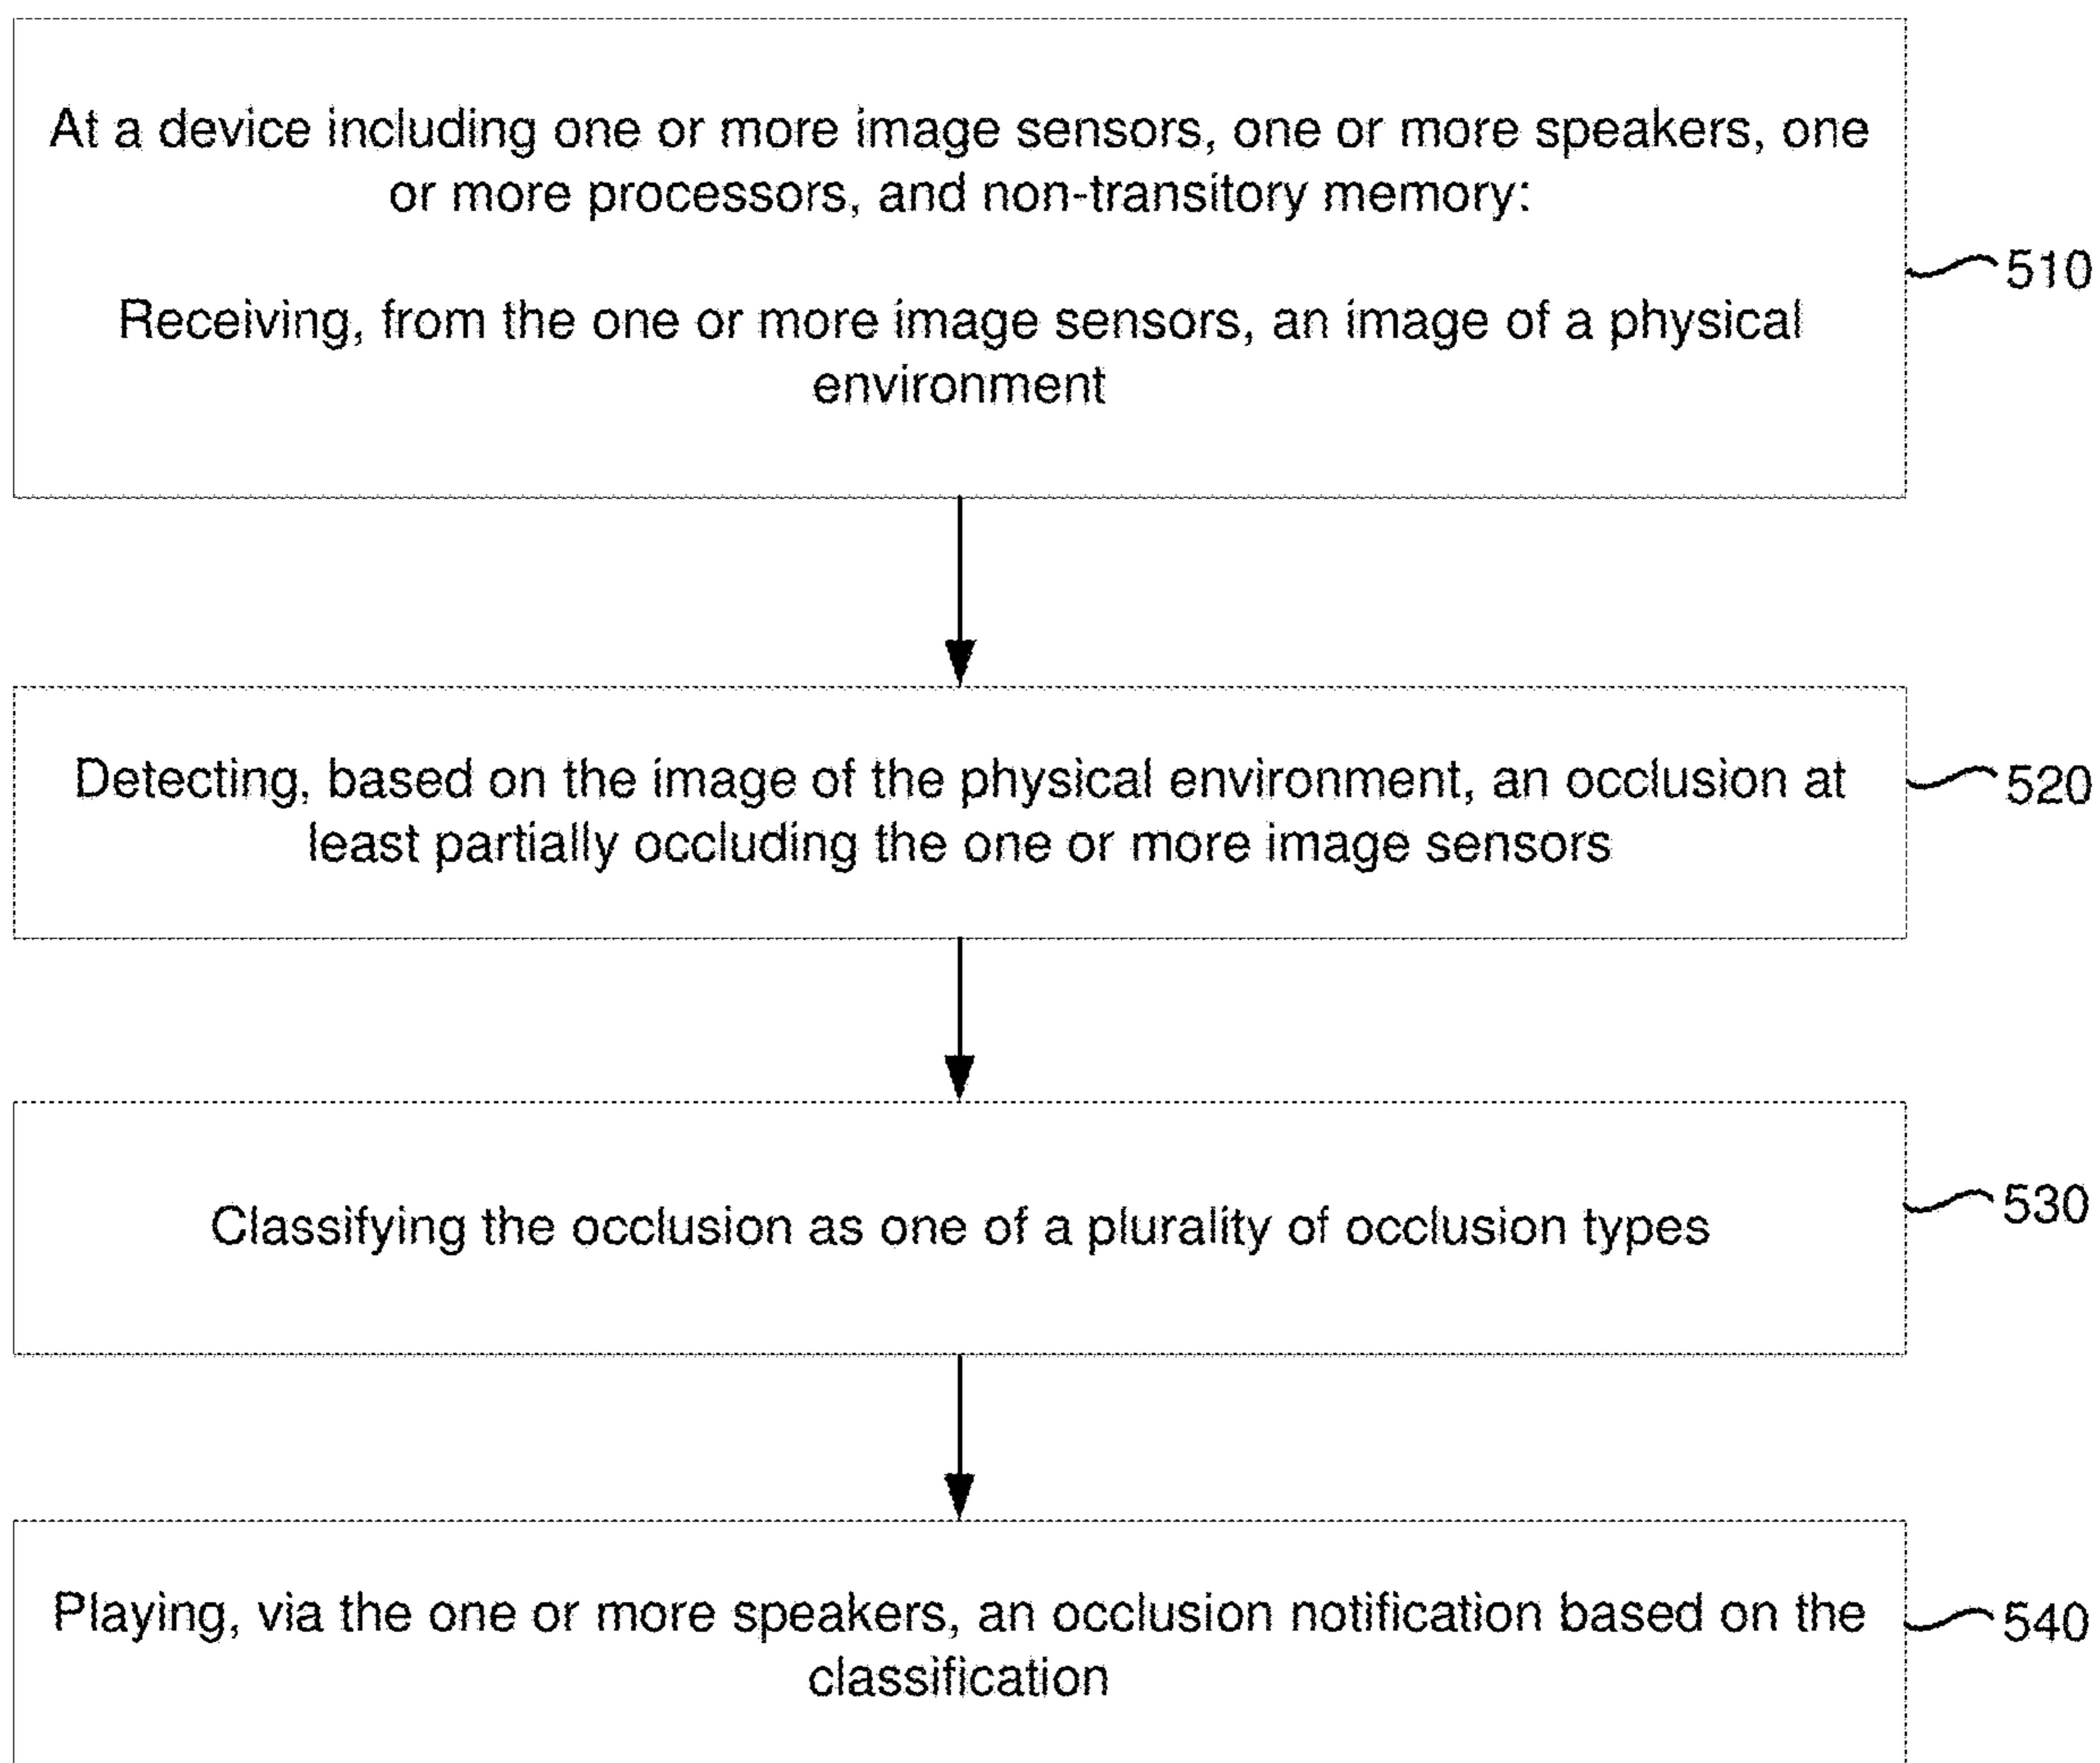 At a device including one or more image sensors, one or more speakers, one
or more processors, and non-transitory memory:
Receiving, from the one or more image sensors, an image of a physical
environment
510
Detecting, based on the image of the physical environment, an occlusion at
least partially occluding the one or more image sensors
520
Classifying the occlusion as one of a plurality of occlusion types
530
Playing, via the one or more speakers, an occlusion notification based on the
classification
540